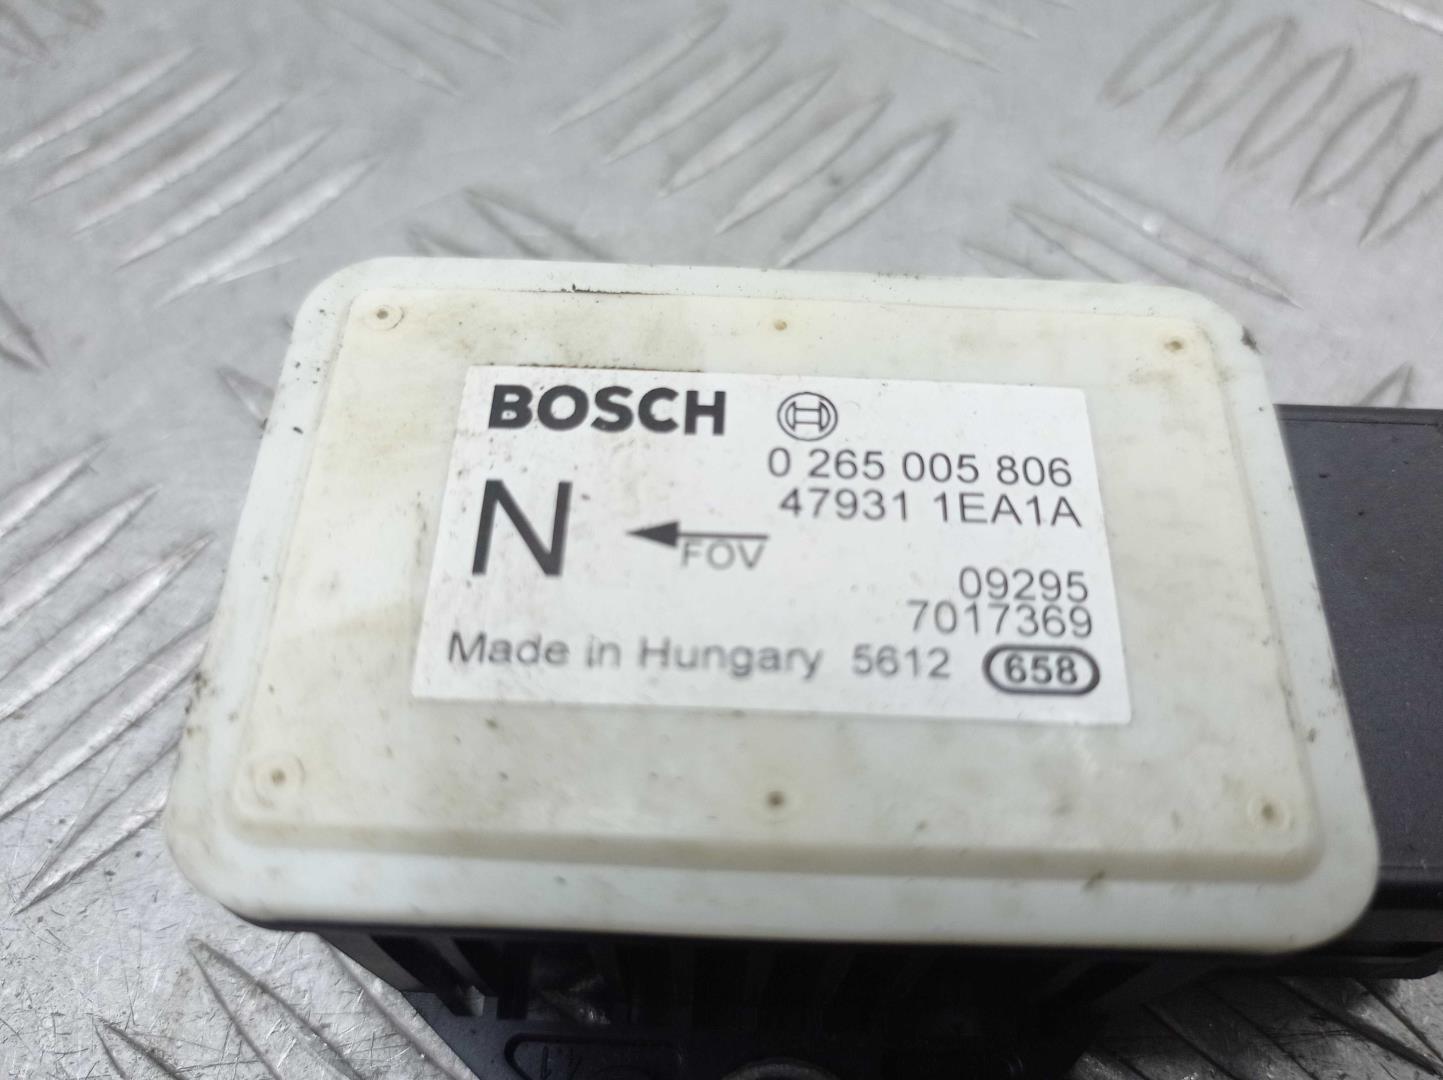 BOSCH
0 265 005 806
47931 1EA1A
N
FOV
09295
7017369
Made in Hungary 5612 658